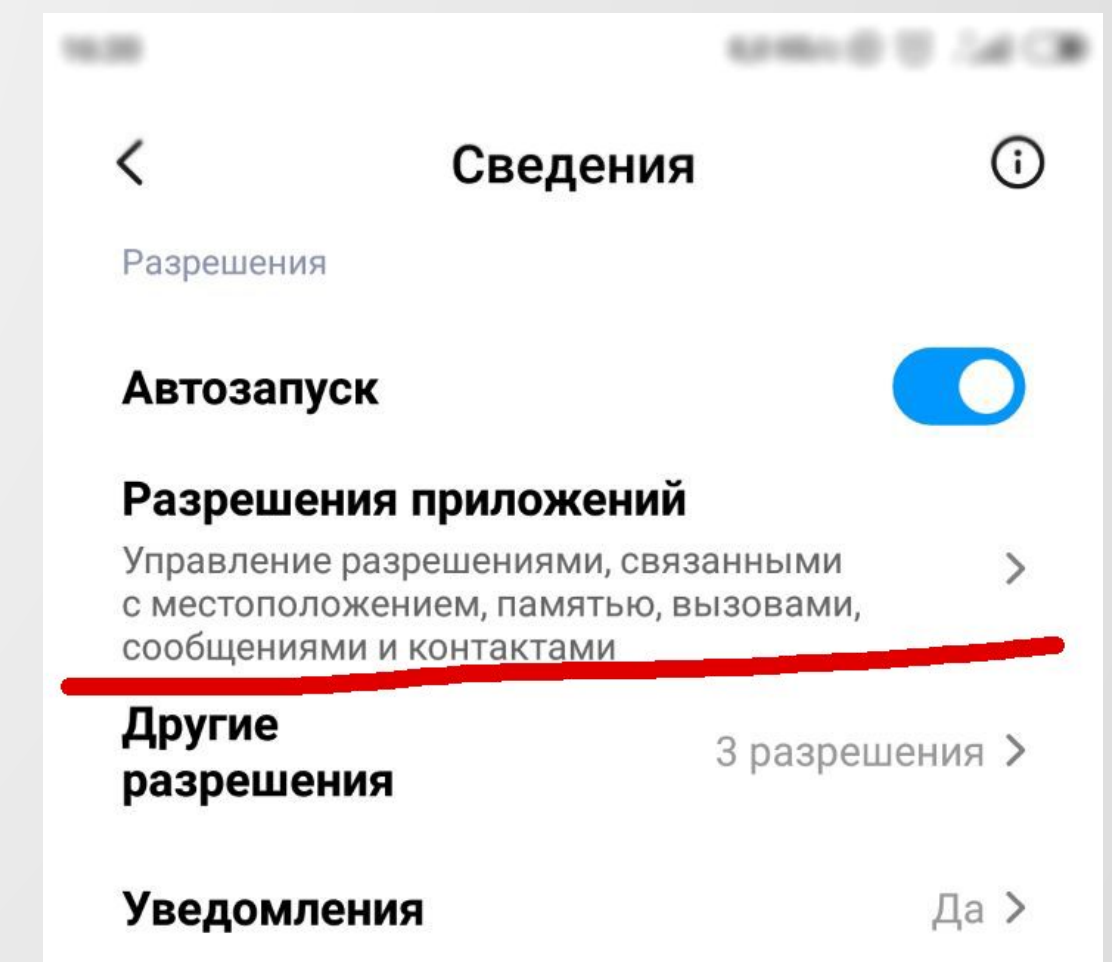 Сведения
Разрешения
Автозапуск
Разрешения приложений
Управление разрешениями, связанными
с местоположением, памятью, вызовами,
сообщениями и контактами
Другие
разрешения
3 разрешения
Уведомления
Да